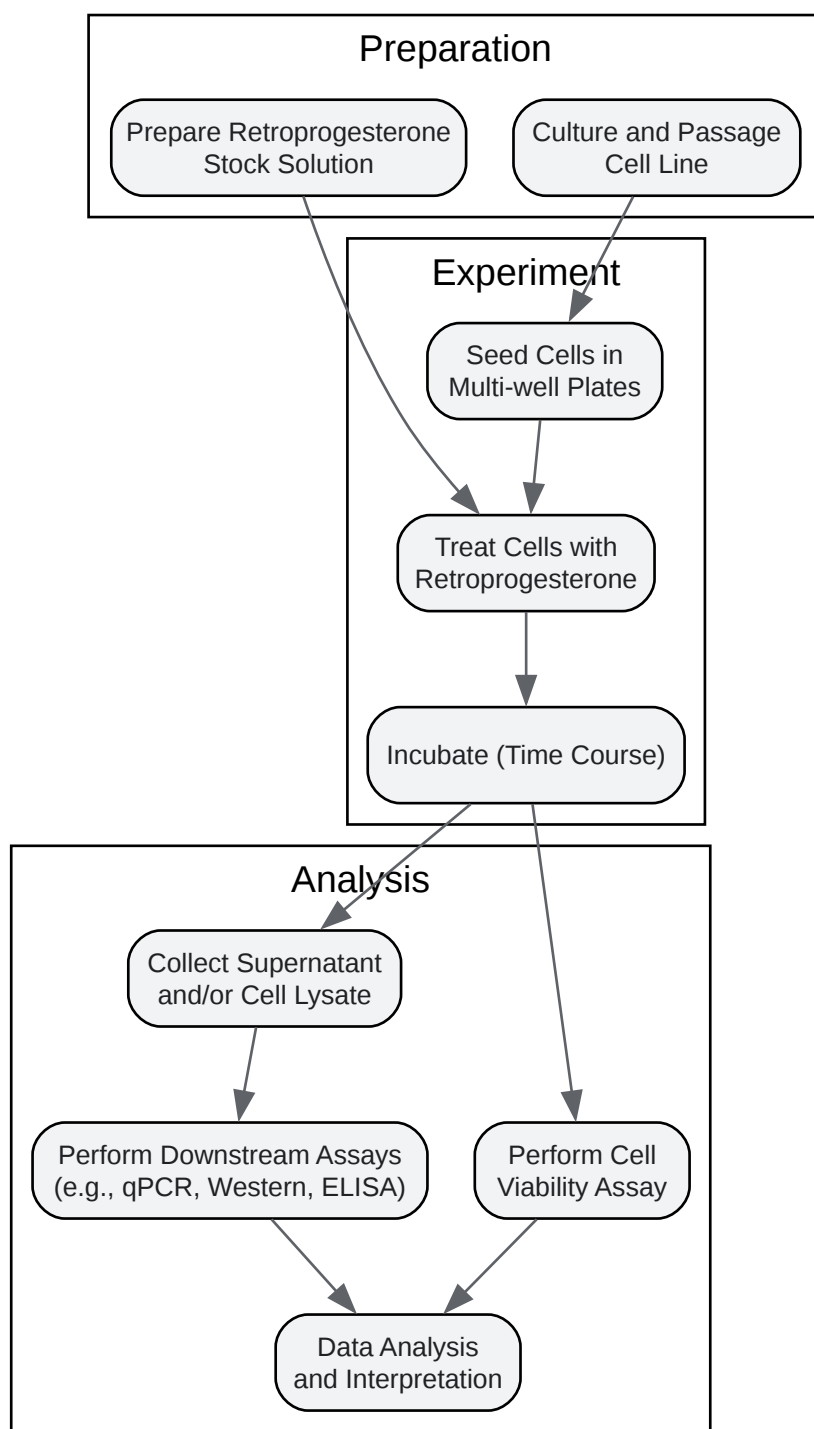 Preparation
Prepare Retroprogesterone
Stock Solution
Culture and Passage
Cell Line
Experiment
Seed Cells in
Multi-well Plates
Treat Cells with
Retroprogesterone
Incubate (Time Course)
Analysis
Collect Supernatant
and/or Cell Lysate
Perform Downstream Assays
(e.g., qPCR, Western, ELISA)
Perform Cell
Viability Assay
Data Analysis
and Interpretation